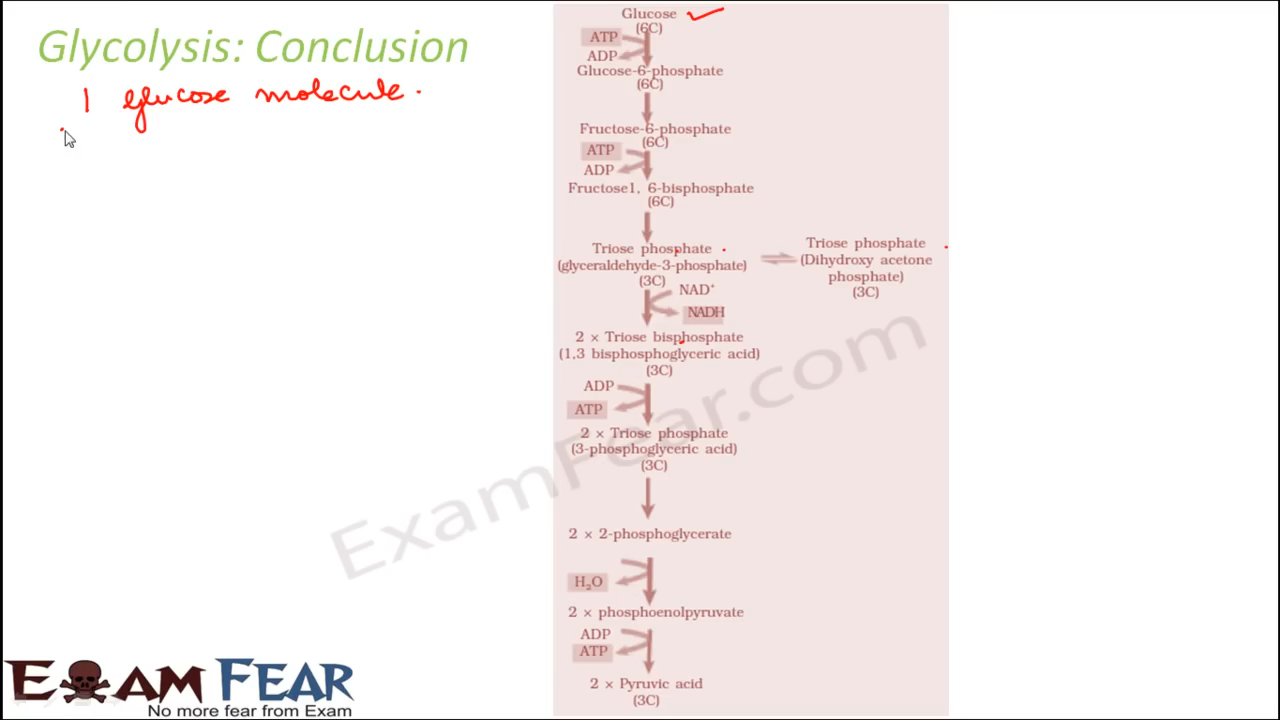 Glycolysis: Conclusion
1 glucose molecule.
Glucose
(6C)
ATP
ADP
Glucose-6-phosphate
(6C)
Fructose-6-phosphate
(6C)
ATP
ADP
Fructose1, 6-bisphosphate
(6C)
Triose phosphate
(glyceraldehyde-3-phosphate)
(3C)
Triose phosphate
(Dihydroxy acetone
phosphate)
(3C)
NAD⁺
NADH
2 × Triose bisphosphate
(1,3 bisphosphoglyceric acid)
(3C)
ADP
ATP
2 × Triose phosphate
(3-phosphoglyceric acid)
(3C)
2 × 2-phosphoglycerate
H₂O
2 × phosphoenolpyruvate
ADP
ATP
2 × Pyruvic acid
(3C)
ExamFear.com
EXAM FEAR
No more fear from Exam